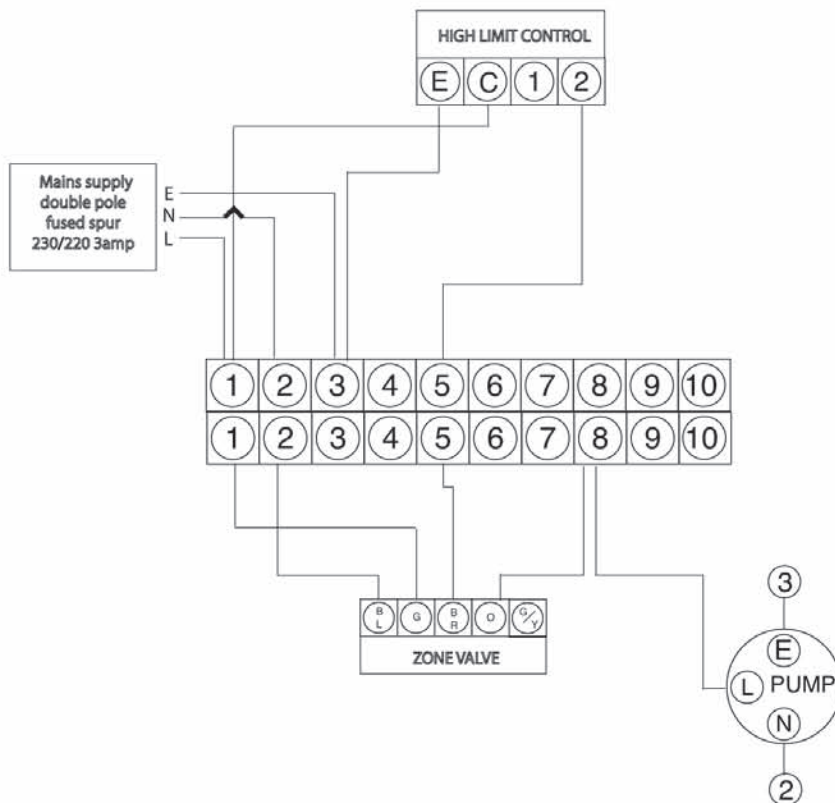 HIGH LIMIT CONTROL
E C 1 2
Mains supply
double pole
fused spur
230/220 3amp
E
N
L
1 2 3 4 5 6 7 8 9 10
1 2 3 4 5 6 7 8 9 10
BL G BR O G/Y
ZONE VALVE
3
E
L PUMP
N
2